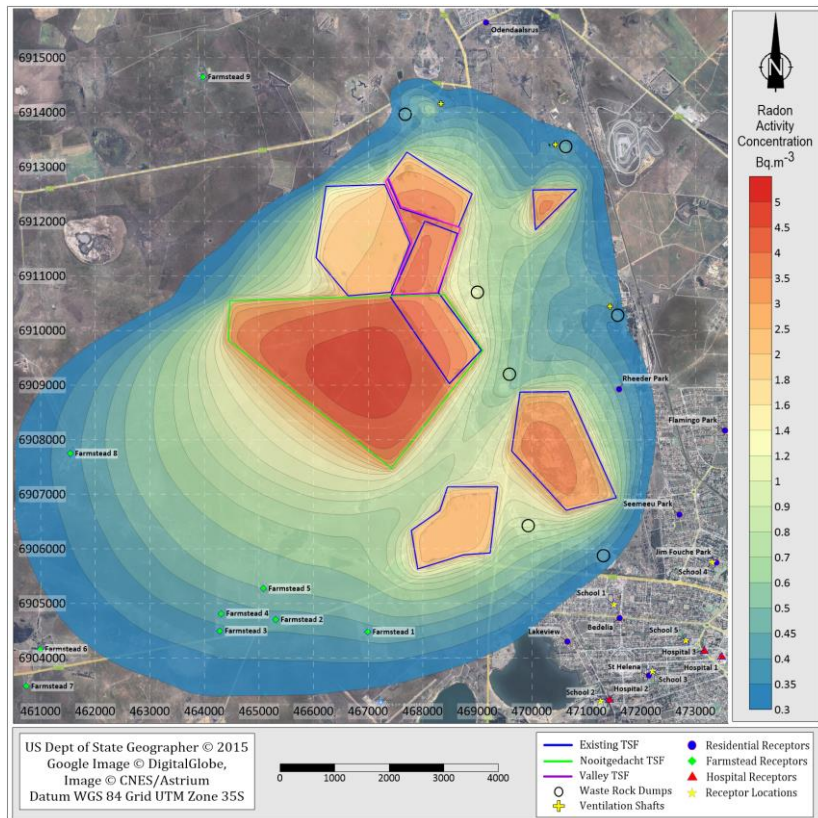 Odendaalsrus
6915000
Farmstead 9
6914000
6913000
6912000
6911000
6910000
6909000
Rheeder Park
Flamingo Park
6908000
Farmstead 8
6907000
Seemeeu Park
6906000
Jim Fouche Park
School 4
Farmstead 5
School 1
6905000
Farmstead 4
Farmstead 2
Bedelia
Farmstead 3
Farmstead 1
Lakeview
School 5
Farmstead 6
6904000
Hospital 3
St Helena
Hospital 1
School 3
Farmstead 7
School 2
Hospital 2
461000 462000 464000 465000 466000 467000 468000 469000 470000 471000 472000 473000
N
Radon
Activity
Concentration
Bq.m-3
5
4.5
4
3.5
3
2
1.8
1.6
1.4
1.2
1
0.9
0.8
0.7
0.6
0.55
0.5
0.45
0.4
0.35
0.3
US Dept of State Geographer © 2015
Google Image © DigitalGlobe,
Image © CNES/Astrium
Datum WGS 84 Grid UTM Zone 35S
0 1000 2000 3000 4000
Existing TSF
Nooitgedacht TSF
Valley TSF
Waste Rock Dumps
Ventilation Shafts
Residential Receptors
Farmstead Receptors
Hospital Receptors
Receptor Locations